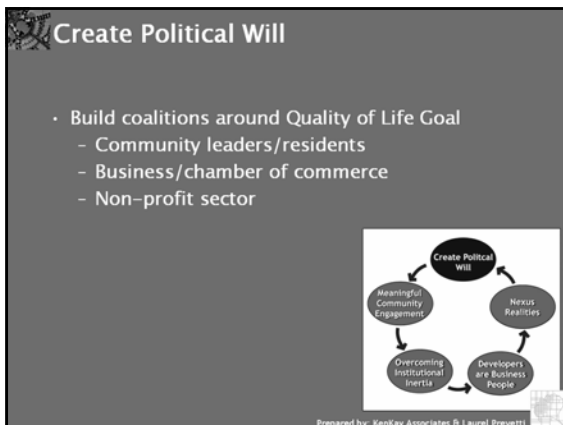 Create Political Will
· Build coalitions around Quality of Life Goal
– Community leaders/residents
– Business/chamber of commerce
– Non-profit sector
Create Politcal
Will
Meaningful
Community
Engagement
Overcoming
Institutional
Inertia
Developers
are Business
People
Nexus
Realities
Prepared by: KenKay Associates & Laurel Prevetti